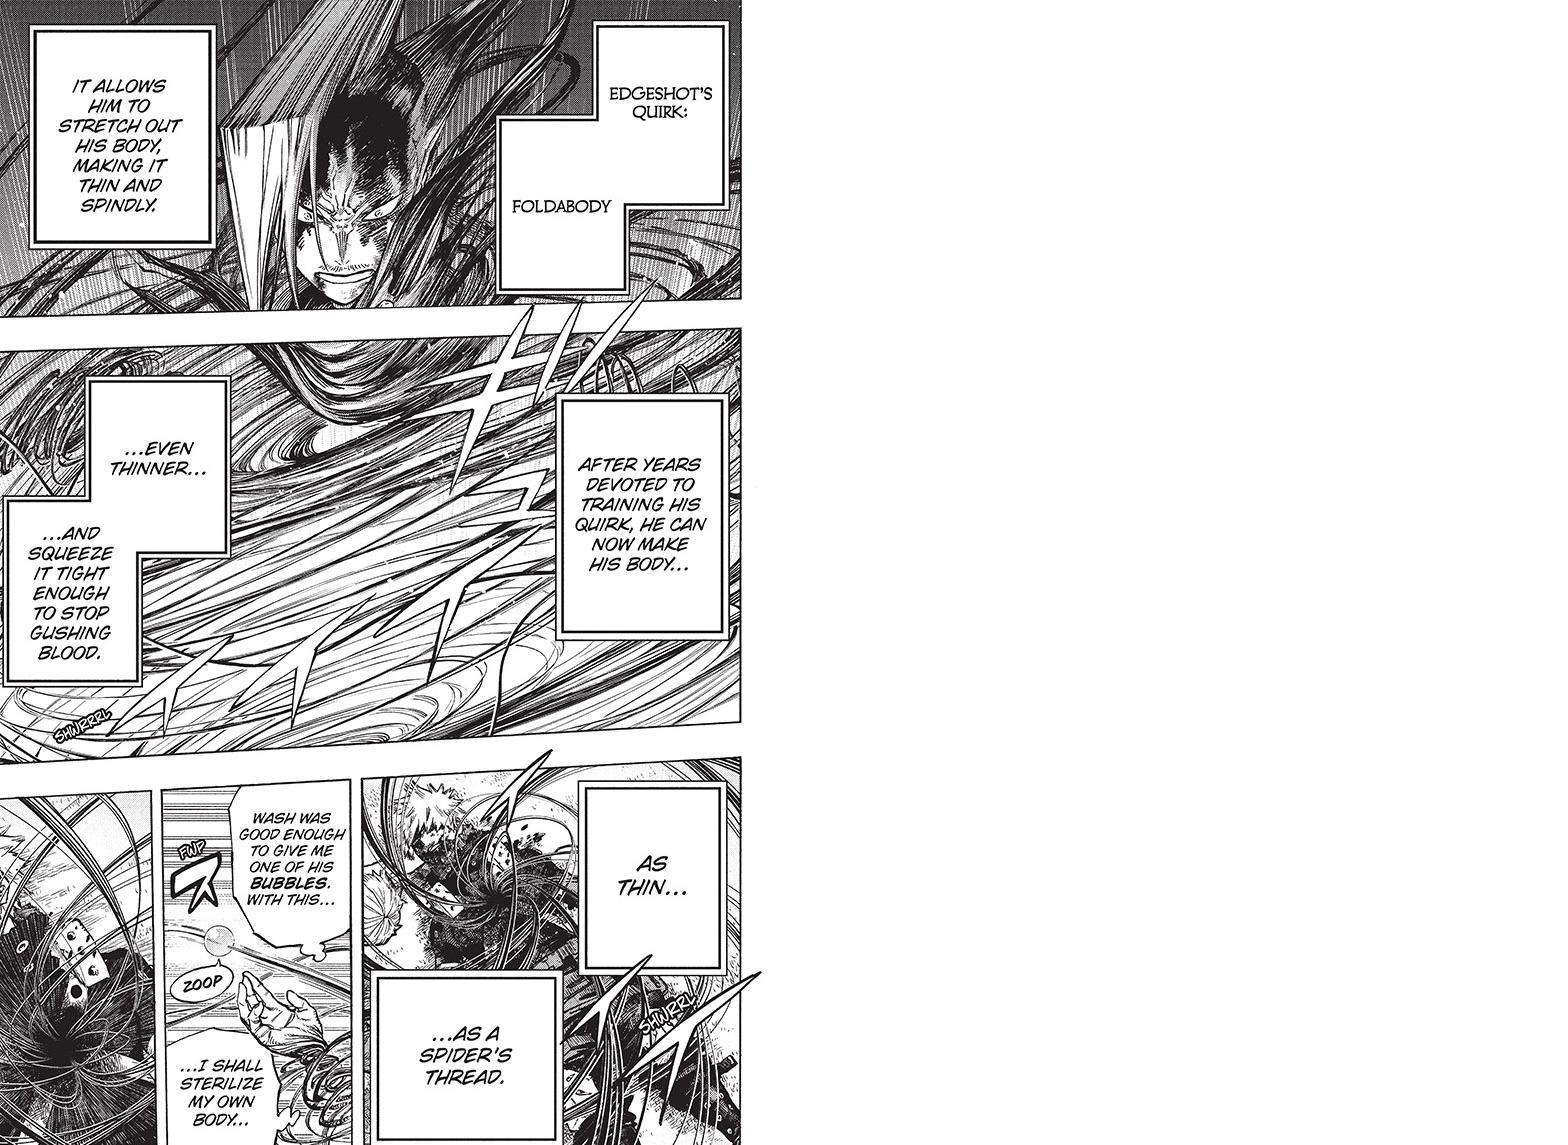 EDGESHOT'S
QUIRK:
FOLDABODY
IT ALLOWS
HIM TO
STRETCH OUT
HIS BODY,
MAKING IT
THIN AND
SPINDLY.
AFTER YEARS
DEVOTED TO
TRAINING HIS
QUIRK, HE CAN
NOW MAKE
HIS BODY...
...EVEN
THINNER...
...AND
SQUEEZE
IT TIGHT
ENOUGH
TO STOP
GUSHING
BLOOD.
SHWRRRL
AS
THIN...
SHWRRL
...AS A
SPIDER'S
THREAD.
WASH WAS
GOOD ENOUGH
TO GIVE ME
ONE OF HIS
BUBBLES.
WITH THIS...
FWP
ス
ZOOP
...I SHALL
STERILIZE
MY OWN
BODY...